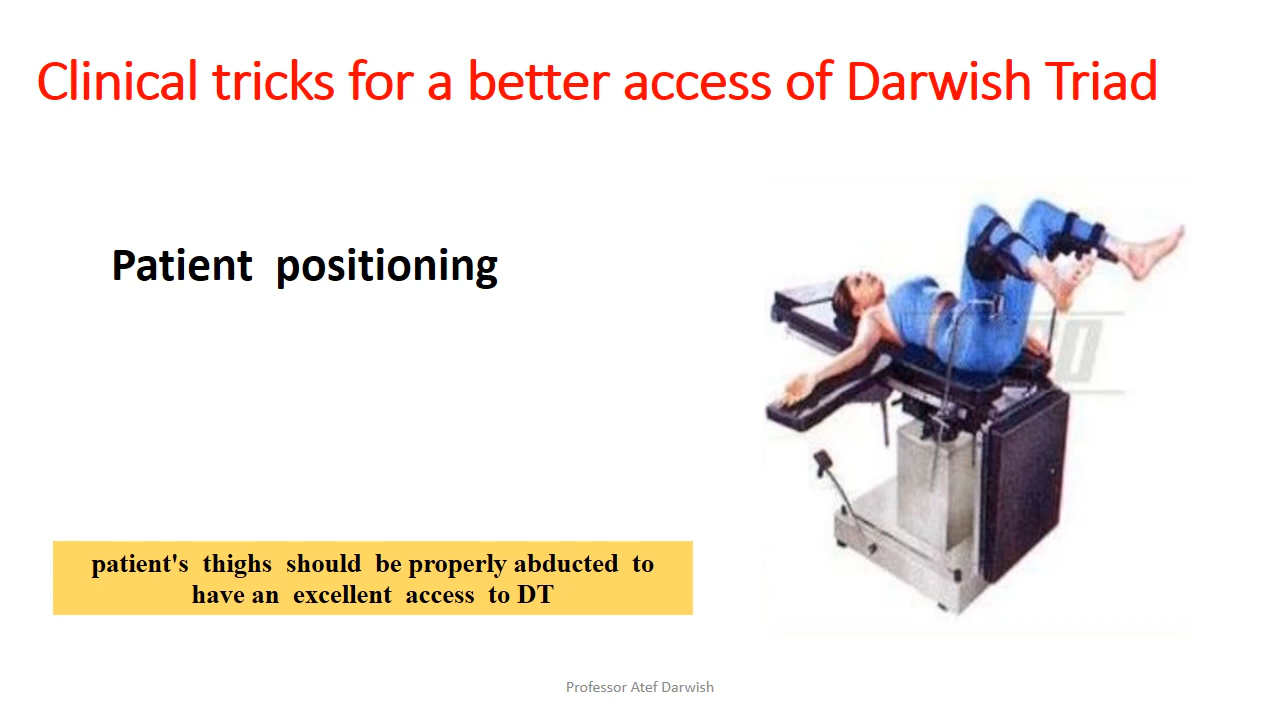 Clinical tricks for a better access of Darwish Triad
Patient positioning
patient's thighs should be properly abducted to
have an excellent access to DT
Professor Atef Darwish